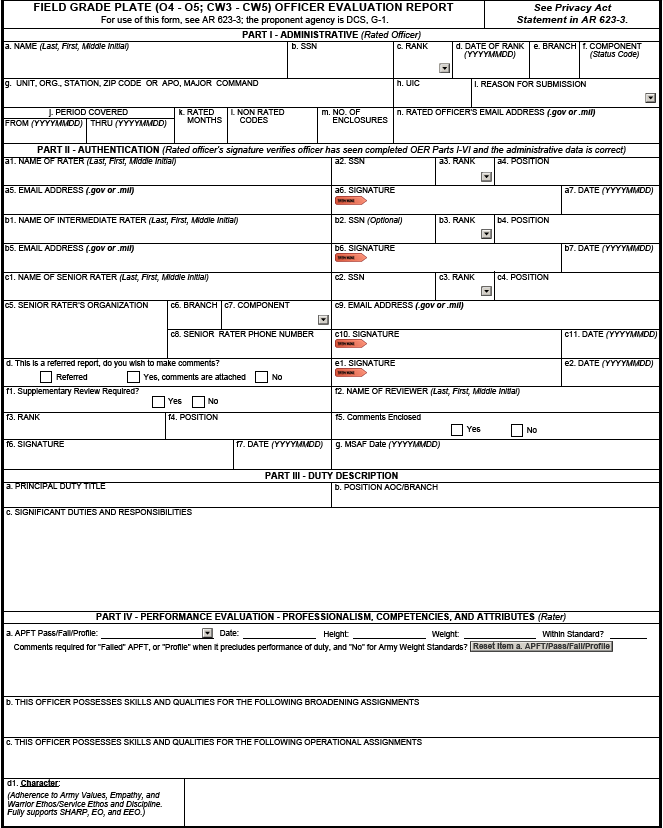 FIELD GRADE PLATE (O4 - O5; CW3 - CW5) OFFICER EVALUATION REPORT
For use of this form, see AR 623-3; the proponent agency is DCS, G-1.
See Privacy Act
Statement in AR 623-3.
PART I - ADMINISTRATIVE (Rated Officer)
a. NAME (Last, First, Middle Initial)
b. SSN
c. RANK
d. DATE OF RANK
(YYYYMMDD)
e. BRANCH
f. COMPONENT
(Status Code)
g. UNIT, ORG., STATION, ZIP CODE OR APO, MAJOR COMMAND
h. UIC
i. REASON FOR SUBMISSION
j. PERIOD COVERED
FROM (YYYYMMDD)
THRU (YYYYMMDD)
k. RATED
MONTHS
l. NON RATED
CODES
m. NO. OF
ENCLOSURES
n. RATED OFFICER'S EMAIL ADDRESS (.gov or .mil)
PART II - AUTHENTICATION (Rated officer's signature verifies officer has seen completed OER Parts I-VI and the administrative data is correct)
a1. NAME OF RATER (Last, First, Middle Initial)
a2. SSN
a3. RANK
a4. POSITION
a5. EMAIL ADDRESS (.gov or .mil)
a6. SIGNATURE
a7. DATE (YYYYMMDD)
b1. NAME OF INTERMEDIATE RATER (Last, First, Middle Initial)
b2. SSN (Optional)
b3. RANK
b4. POSITION
b5. EMAIL ADDRESS (.gov or .mil)
b6. SIGNATURE
b7. DATE (YYYYMMDD)
c1. NAME OF SENIOR RATER (Last, First, Middle Initial)
c2. SSN
c3. RANK
c4. POSITION
c5. SENIOR RATER'S ORGANIZATION
c6. BRANCH
c7. COMPONENT
c9. EMAIL ADDRESS (.gov or .mil)
c8. SENIOR RATER PHONE NUMBER
c10. SIGNATURE
c11. DATE (YYYYMMDD)
d. This is a referred report, do you wish to make comments?
Referred
Yes, comments are attached
No
e1. SIGNATURE
e2. DATE (YYYYMMDD)
f1. Supplementary Review Required?
Yes
No
f2. NAME OF REVIEWER (Last, First, Middle Initial)
f3. RANK
f4. POSITION
f5. Comments Enclosed
Yes
No
f6. SIGNATURE
f7. DATE (YYYYMMDD)
g. MSAF Date (YYYYMMDD)
PART III - DUTY DESCRIPTION
a. PRINCIPAL DUTY TITLE
b. POSITION AOC/BRANCH
c. SIGNIFICANT DUTIES AND RESPONSIBILITIES
PART IV - PERFORMANCE EVALUATION - PROFESSIONALISM, COMPETENCIES, AND ATTRIBUTES (Rater)
a. APFT Pass/Fail/Profile:
Date:
Height:
Weight:
Within Standard?
Comments required for "Failed" APFT, or "Profile" when it precludes performance of duty, and "No" for Army Weight Standards?
Reset Item a. APFT/Pass/Fail/Profile
b. THIS OFFICER POSSESSES SKILLS AND QUALITIES FOR THE FOLLOWING BROADENING ASSIGNMENTS
c. THIS OFFICER POSSESSES SKILLS AND QUALITIES FOR THE FOLLOWING OPERATIONAL ASSIGNMENTS
d1. Character:
(Adherence to Army Values, Empathy, and
Warrior Ethos/Service Ethos and Discipline.
Fully supports SHARP, EO, and EEO.)